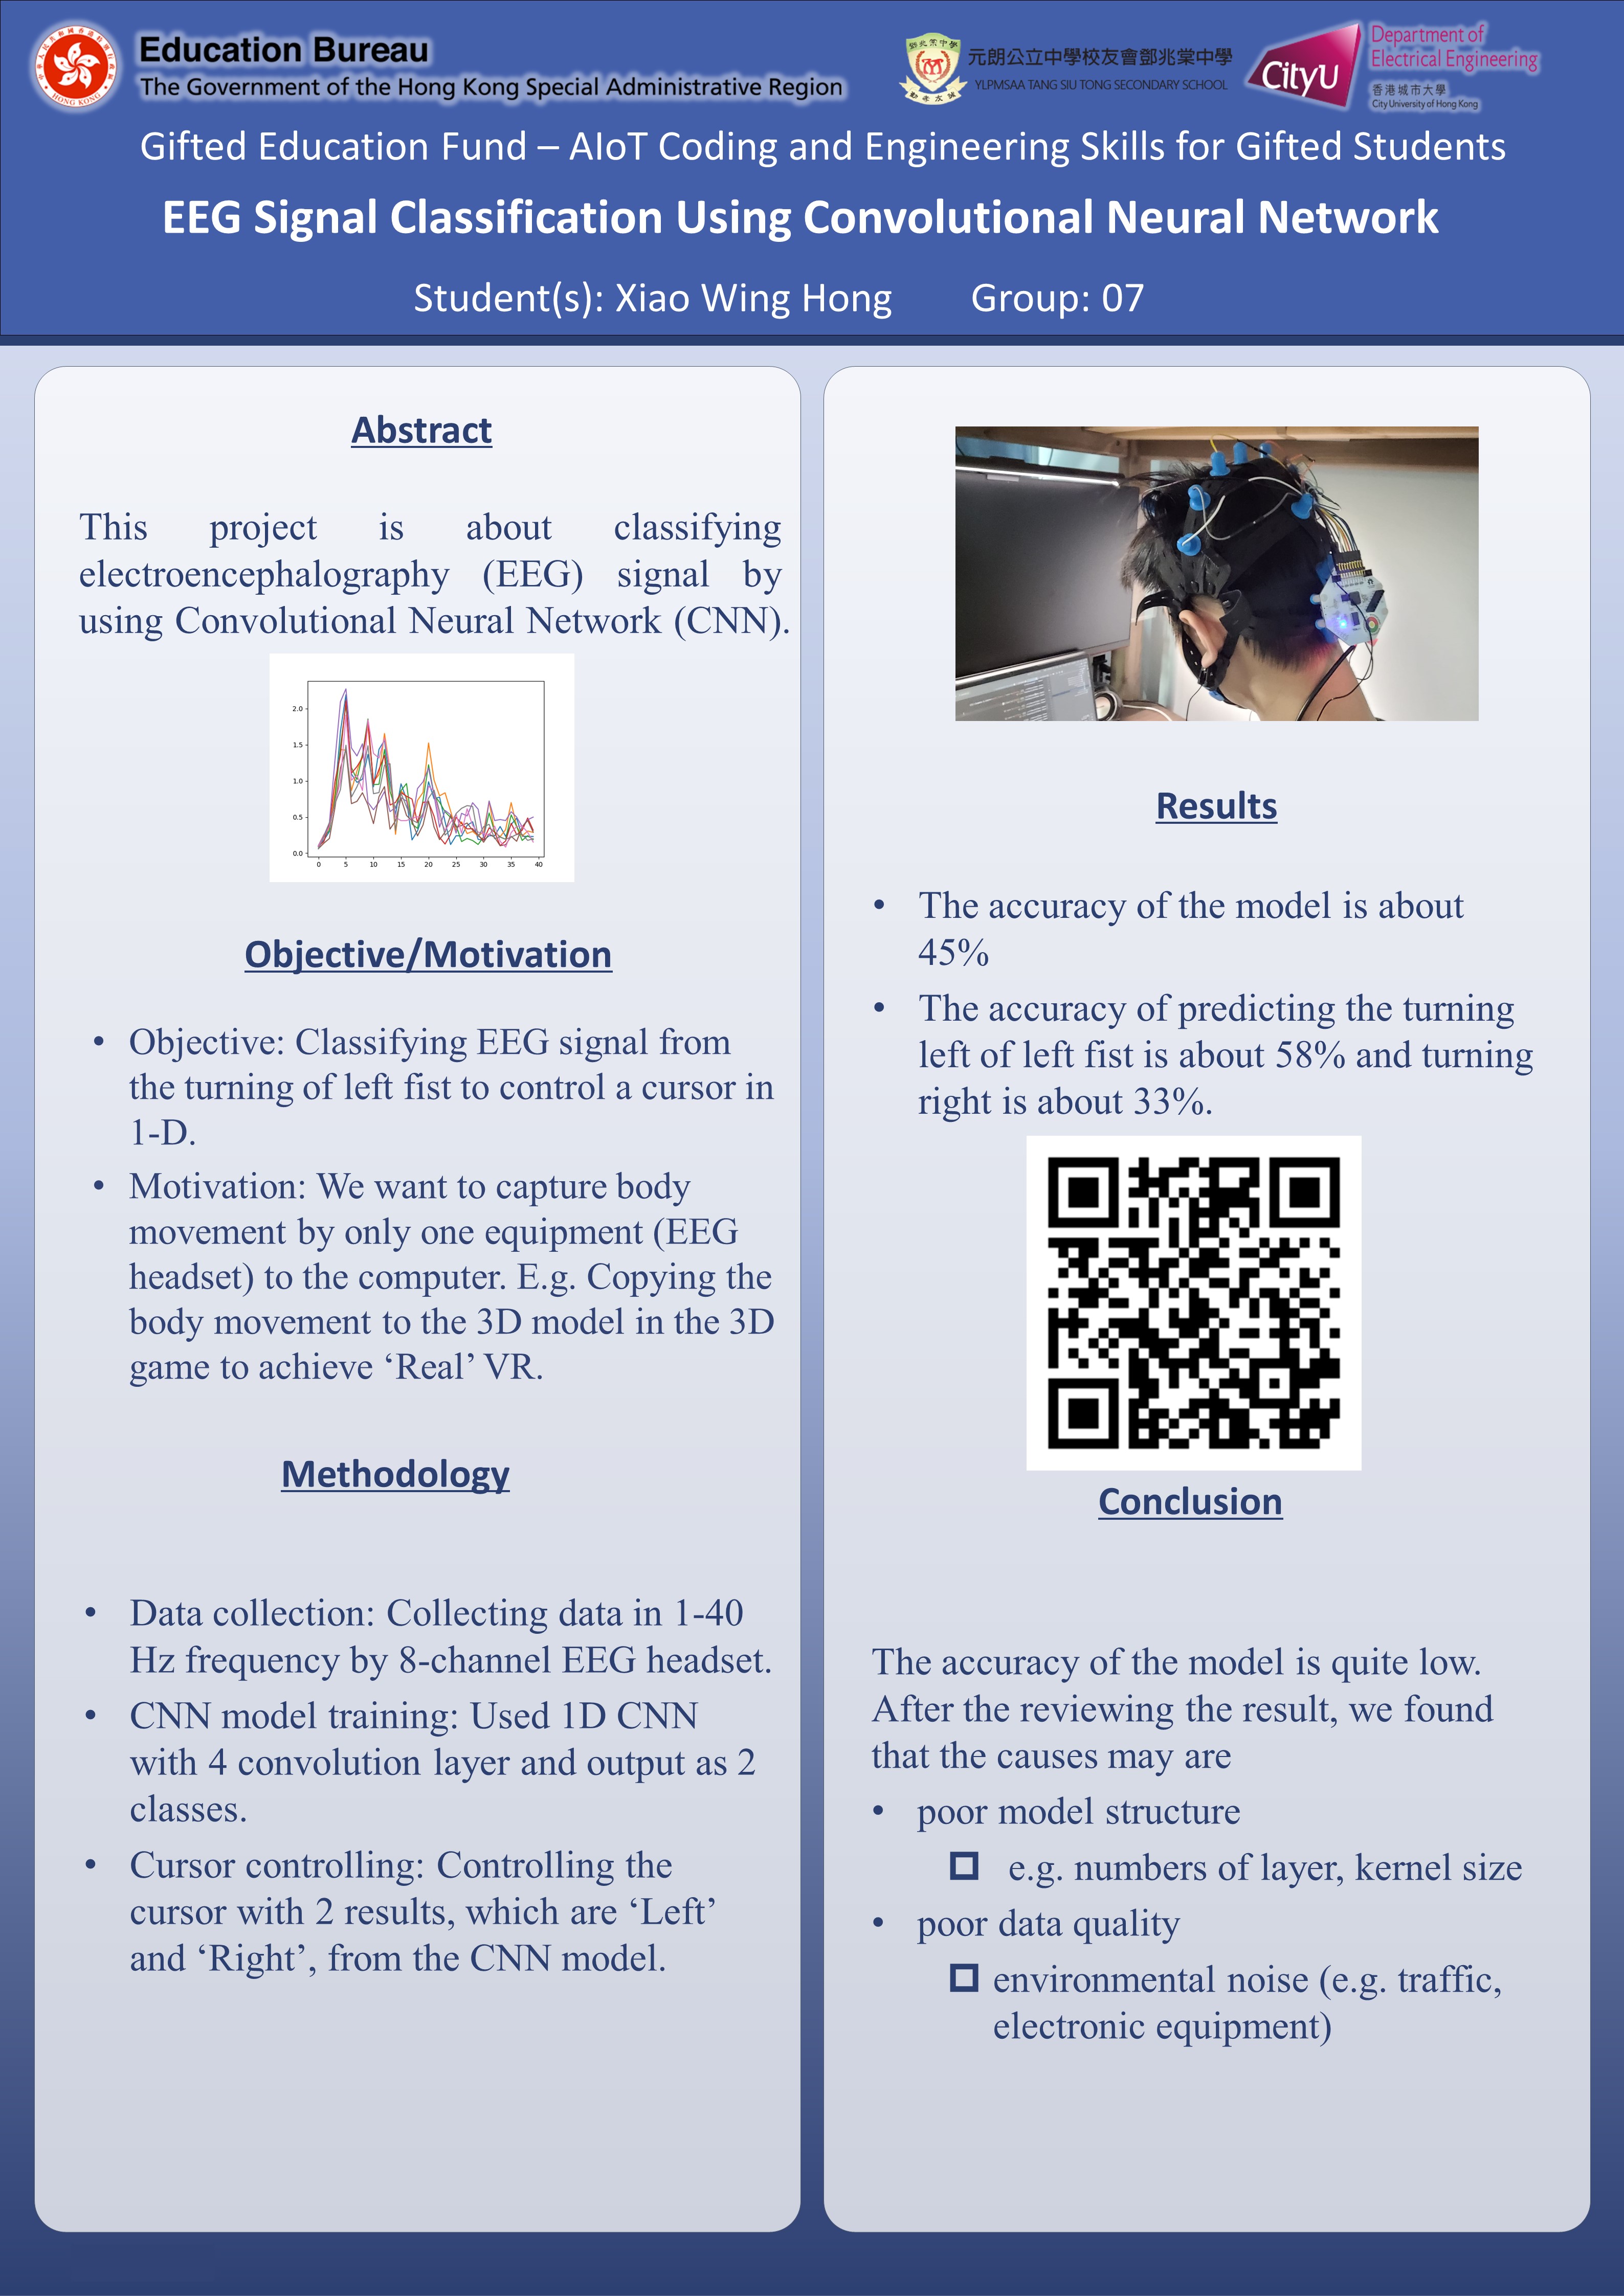 Education Bureau
The Government of the Hong Kong Special Administrative Region
元朗公立中學校友會鄧兆棠中學
YLPMSAA TANG SIU TONG SECONDARY SCHOOL
CityU
Department of
Electrical Engineering
香港城市大學
City University of Hong Kong
Gifted Education Fund – AIoT Coding and Engineering Skills for Gifted Students
EEG Signal Classification Using Convolutional Neural Network
Student(s): Xiao Wing Hong Group: 07
Abstract
This project is about classifying
electroencephalography (EEG) signal by
using Convolutional Neural Network (CNN).
2.0
1.5
1.0
0.5
0.0
0 5 10 15 20 25 30 35 40
Objective/Motivation
• Objective: Classifying EEG signal from
the turning of left fist to control a cursor in
1-D.
• Motivation: We want to capture body
movement by only one equipment (EEG
headset) to the computer. E.g. Copying the
body movement to the 3D model in the 3D
game to achieve ‘Real’ VR.
Methodology
• Data collection: Collecting data in 1-40
Hz frequency by 8-channel EEG headset.
• CNN model training: Used 1D CNN
with 4 convolution layer and output as 2
classes.
• Cursor controlling: Controlling the
cursor with 2 results, which are ‘Left’
and ‘Right’, from the CNN model.
Results
• The accuracy of the model is about
45%
• The accuracy of predicting the turning
left of left fist is about 58% and turning
right is about 33%.
Conclusion
The accuracy of the model is quite low.
After the reviewing the result, we found
that the causes may are
• poor model structure
e.g. numbers of layer, kernel size
• poor data quality
environmental noise (e.g. traffic,
electronic equipment)